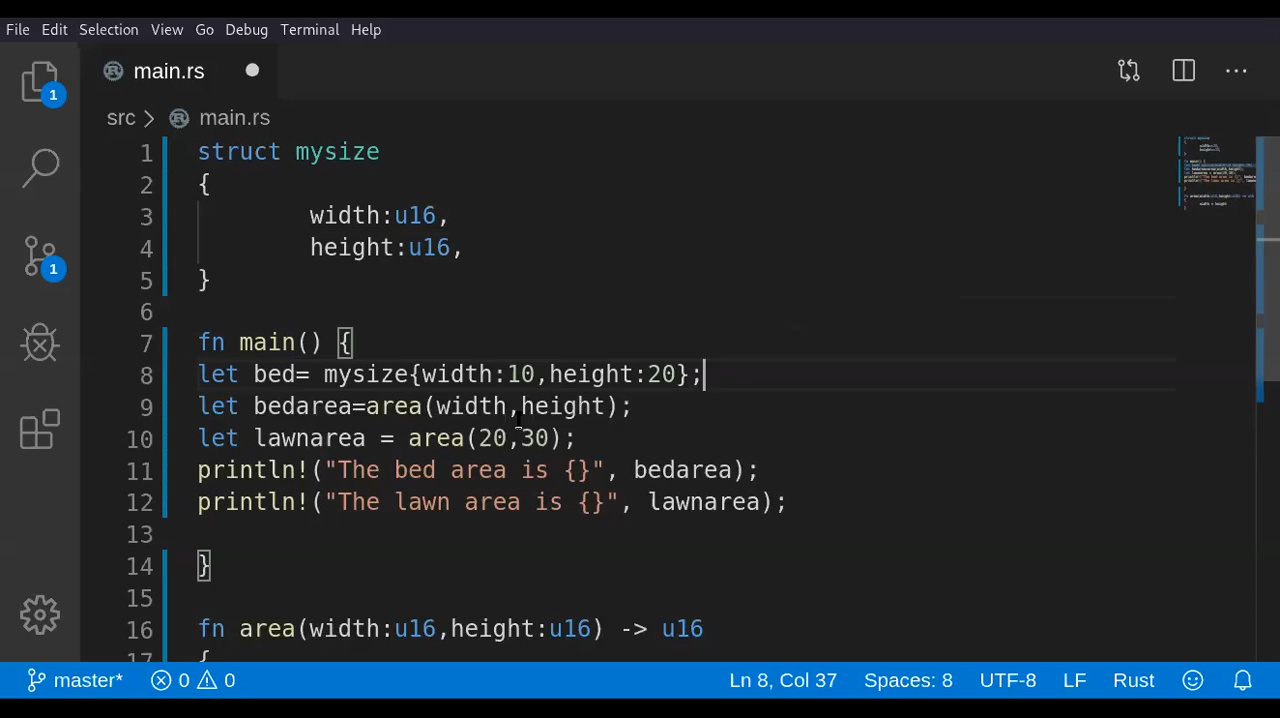 File Edit Selection View Go Debug Terminal Help
main.rs
src > main.rs
1 struct mysize
2 {
3 width:u16,
4 height:u16,
5 }
6
7 fn main() {
8 let bed= mysize{width:10,height:20};
9 let bedarea=area(width,height);
10 let lawnarea = area(20,30);
11 println!("The bed area is {}", bedarea);
12 println!("The lawn area is {}", lawnarea);
13
14 }
15
16 fn area(width:u16,height:u16) -> u16
17 {
1
1
master* 0 0 Ln 8, Col 37 Spaces: 8 UTF-8 LF Rust